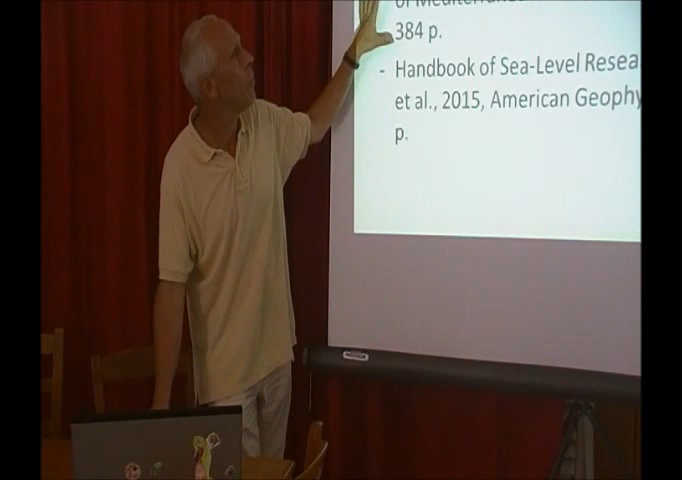 384 p.
- Handbook of Sea-Level Resea
et al., 2015, American Geophy
p.